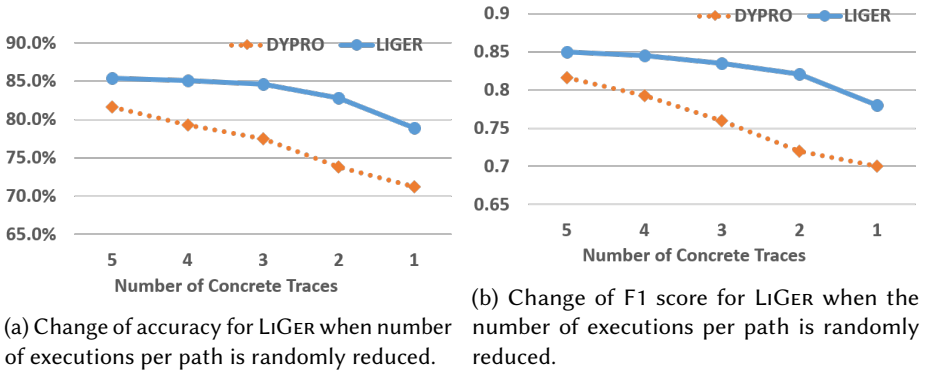 90.0%
85.0%
80.0%
75.0%
70.0%
65.0%
DYPRO
LIGER
5 4 3 2 1
Number of Concrete Traces
(a) Change of accuracy for LiGer when number
of executions per path is randomly reduced.
0.9
0.85
0.8
0.75
0.7
0.65
DYPRO
LIGER
5 4 3 2 1
Number of Concrete Traces
(b) Change of F1 score for LiGer when the
number of executions per path is randomly
reduced.